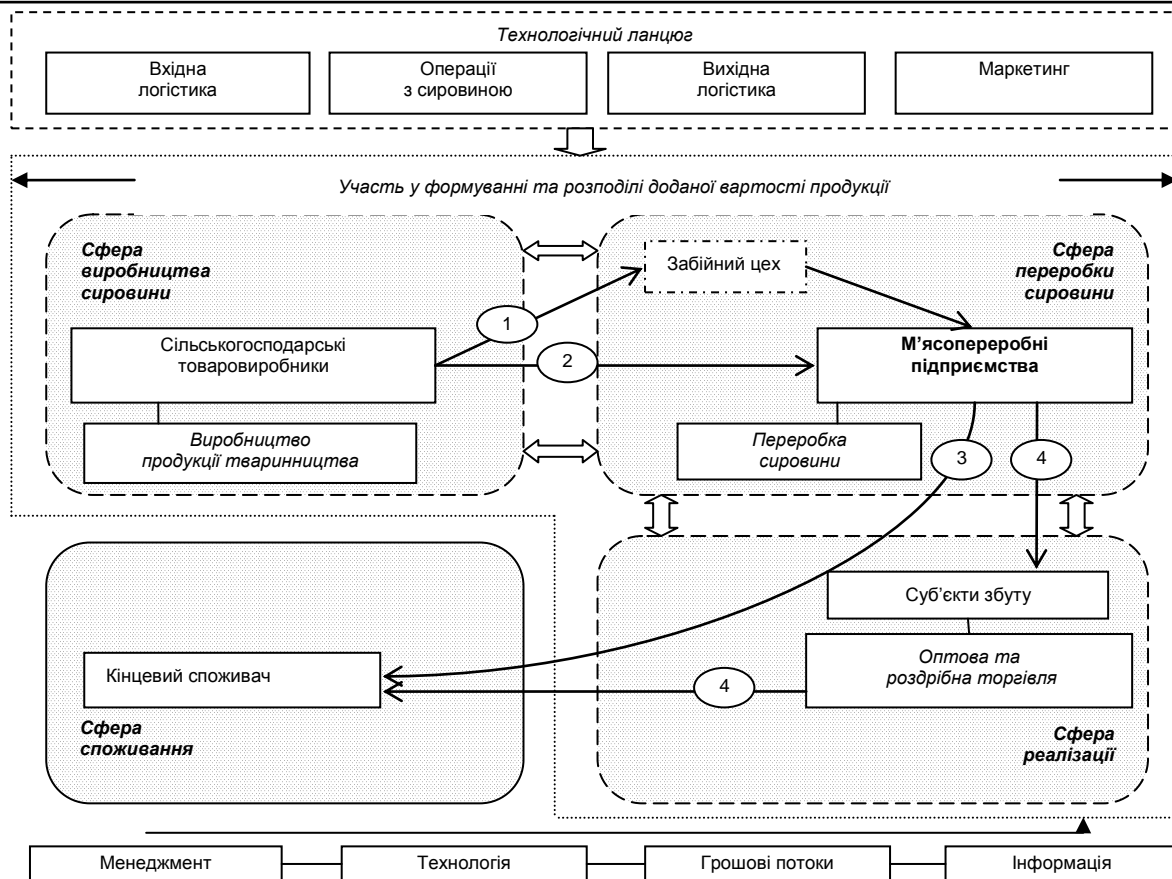 Технологічний ланцюг
Вхідна
логістика
Операції
з сировиною
Вихідна
логістика
Маркетинг
Участь у формуванні та розподілі доданої вартості продукції
Сфера
виробництва
сировини
Забійний цех
Сфера
переробки
сировини
1
Сільськогосподарські
товаровиробники
2
М’ясопереробні
підприємства
Виробництво
продукції тваринництва
Переробка
сировини
3
4
Суб’єкти збуту
Кінцевий споживач
Оптова та
роздрібна торгівля
4
Сфера
споживання
Сфера
реалізації
Менеджмент
Технологія
Грошові потоки
Інформація